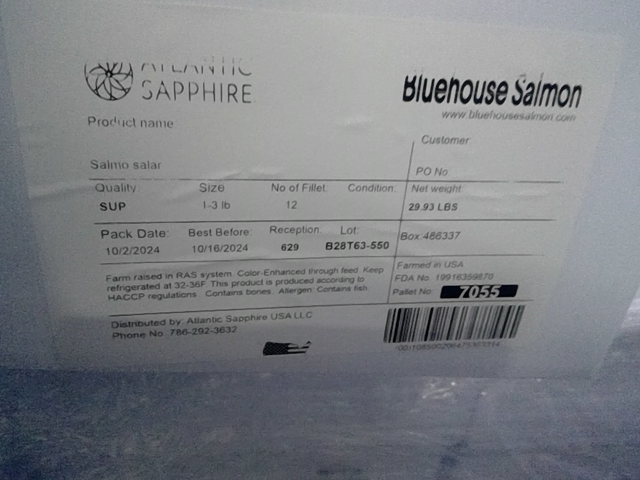 ATLANTIC
SAPPHIRE
Bluehouse Salmon
www.bluehousesalmon.com
Product name
Customer
Salmo salar
PO No
Quality Size No of Fillet: Condition: Net weight
SUP 1-3 lb 12 29.93 LBS
Pack Date: Best Before: Reception: Lot: Box:486337
10/2/2024 10/16/2024 629 B28T63-550
Farm raised in RAS system. Color-Enhanced through feed. Keep
refrigerated at 32-36F This product is produced according to
HACCP regulations. Contains bones. Allergen: Contains fish.
Farmed in USA
FDA No. 19916359870
Pallet No: 7055
Distributed by: Atlantic Sapphire USA LLC
Phone No. 786-292-3632